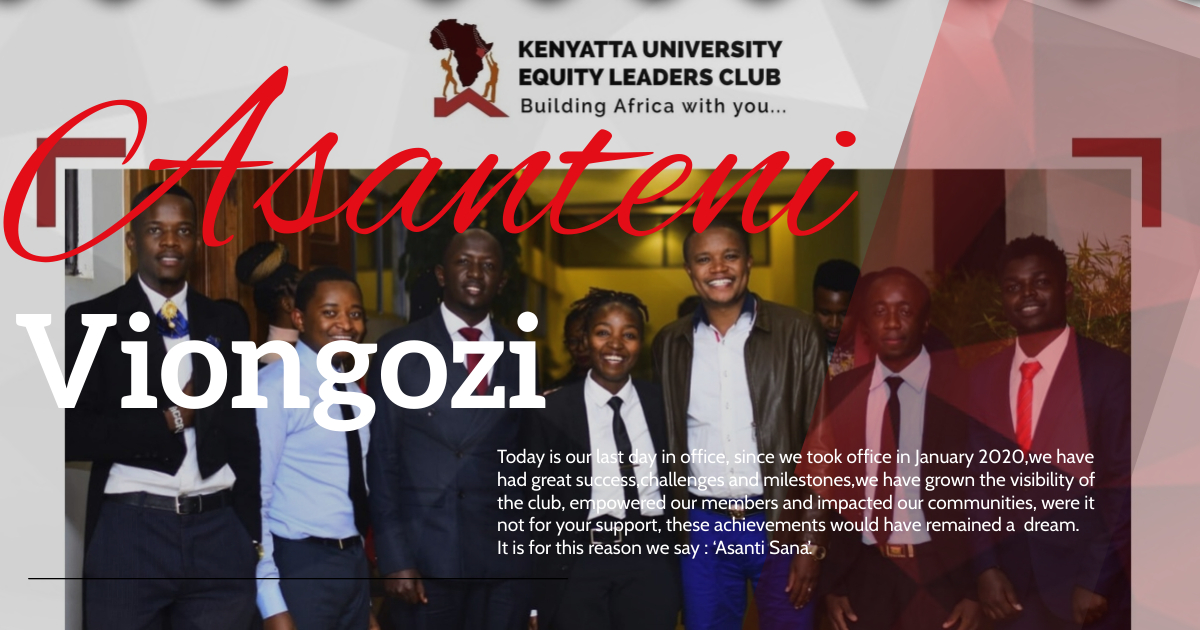 KENYATTA UNIVERSITY
EQUITY LEADERS CLUB
Building Africa with you...
Asanteni
Viongozi
Today is our last day in office, since we took office in January 2020,we have
had great success,challenges and milestones,we have grown the visibility of
the club, empowered our members and impacted our communities, were it
not for your support, these achievements would have remained a dream.
It is for this reason we say : ‘Asanti Sana’.